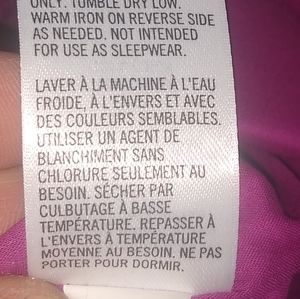 ONLY. TUMBLE DRY LOW.
WARM IRON ON REVERSE SIDE
AS NEEDED. NOT INTENDED
FOR USE AS SLEEPWEAR.
LAVER À LA MACHINE À L'EAU
FROIDE, À L'ENVERS ET AVEC
DES COULEURS SEMBLABLES.
UTILISER UN AGENT DE
BLANCHIMENT SANS
CHLORURE SEULEMENT AU
BESOIN. SÉCHER PAR
CULBUTAGE À BASSE
TEMPÉRATURE. REPASSER À
L'ENVERS À TEMPÉRATURE
MOYENNE AU BESOIN. NE PAS
PORTER POUR DORMIR.